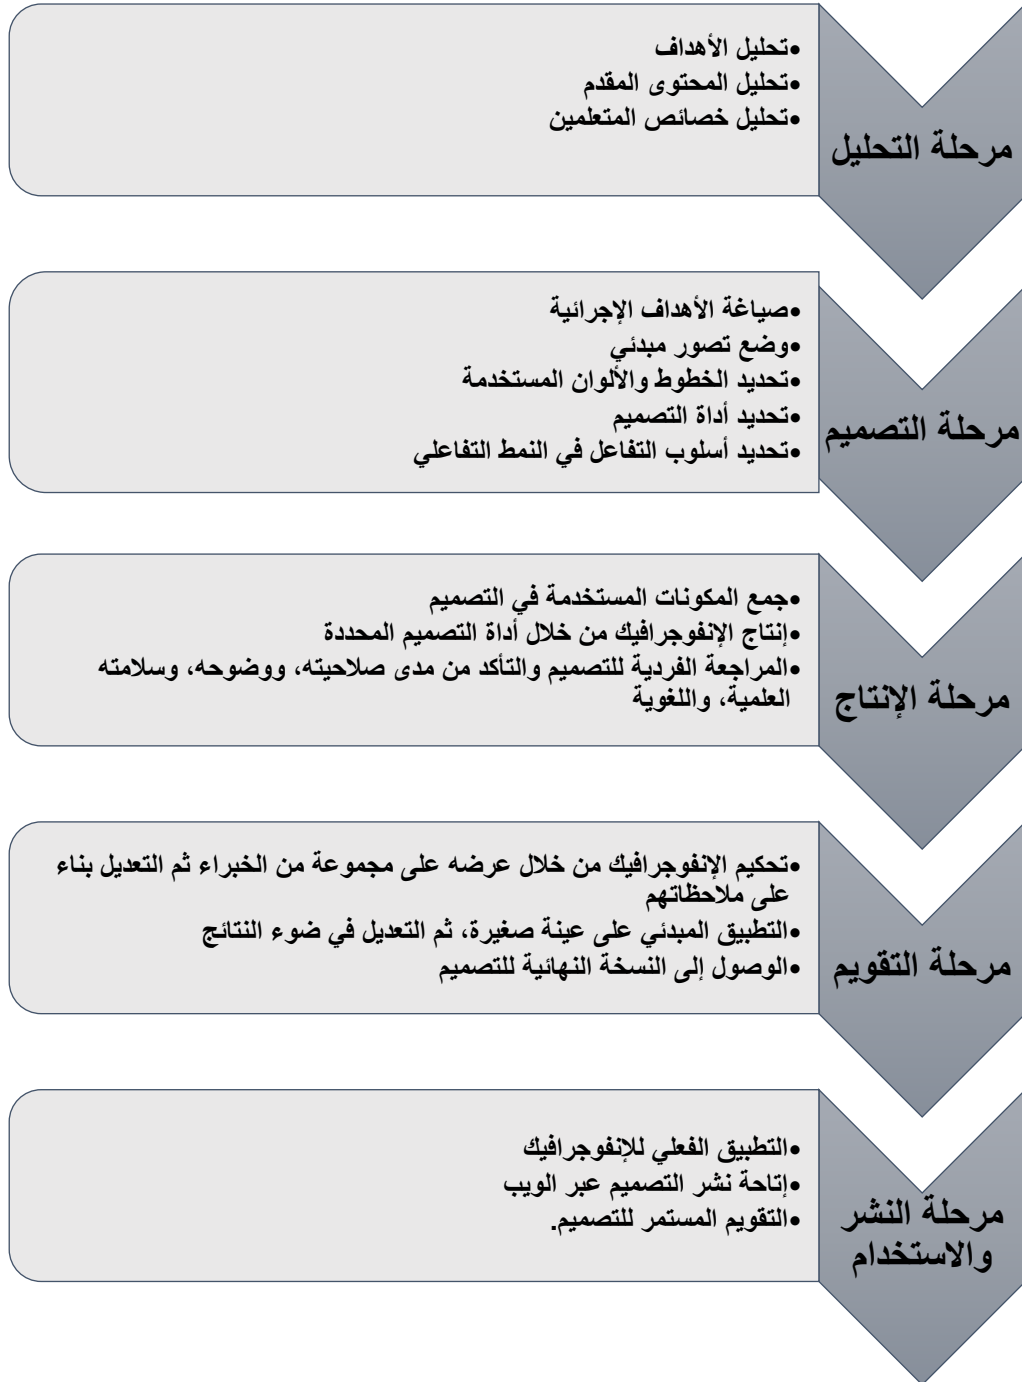 مرحلة التحليل
•تحليل الأهداف
•تحليل المحتوى المقدم
•تحليل خصائص المتعلمين
مرحلة التصميم
•صياغة الأهداف الإجرائية
•وضع تصور مبدئي
•تحديد الخطوط والألوان المستخدمة
•تحديد أداة التصميم
•تحديد أسلوب التفاعل في النمط التفاعلي
مرحلة الإنتاج
•جمع المكونات المستخدمة في التصميم
•إنتاج الإنفوجرافيك من خلال أداة التصميم المحددة
•المراجعة الفردية للتصميم والتأكد من مدى صلاحيته، ووضوحه، وسلامته
العلمية، واللغوية
مرحلة التقويم
•تحكيم الإنفوجرافيك من خلال عرضه على مجموعة من الخبراء ثم التعديل بناء
على ملاحظاتهم
•التطبيق المبدئي على عينة صغيرة، ثم التعديل في ضوء النتائج
•الوصول إلى النسخة النهائية للتصميم
مرحلة النشر
والاستخدام
•التطبيق الفعلي للإنفوجرافيك
•إتاحة نشر التصميم عبر الويب
•التقويم المستمر للتصميم.